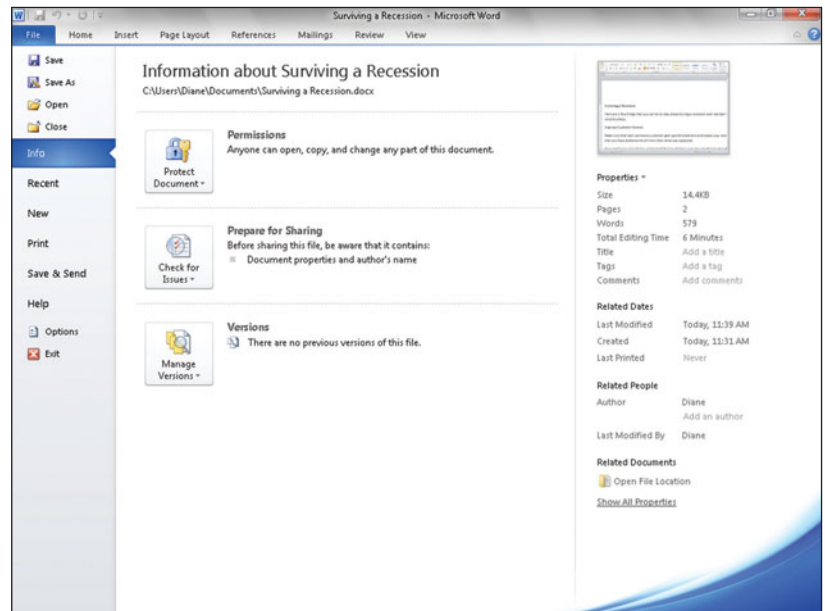 Surviving a Recession - Microsoft Word
File Home Insert Page Layout References Mailings Review View
Save
Save As
Open
Close
Info
Recent
New
Print
Save & Send
Help
Options
Exit
Information about Surviving a Recession
C:\Users\Diane\Documents\Surviving a Recession.docx
Protect
Document
Permissions
Anyone can open, copy, and change any part of this document.
Check for
Issues
Prepare for Sharing
Before sharing this file, be aware that it contains:
Document properties and author's name
Manage
Versions
Versions
There are no previous versions of this file.
Properties
Size 14.4KB
Pages 2
Words 579
Total Editing Time 6 Minutes
Title Add a title
Tags Add a tag
Comments Add comments
Related Dates
Last Modified Today, 11:39 AM
Created Today, 11:31 AM
Last Printed Never
Related People
Author Diane
Add an author
Last Modified By Diane
Related Documents
Open File Location
Show All Properties